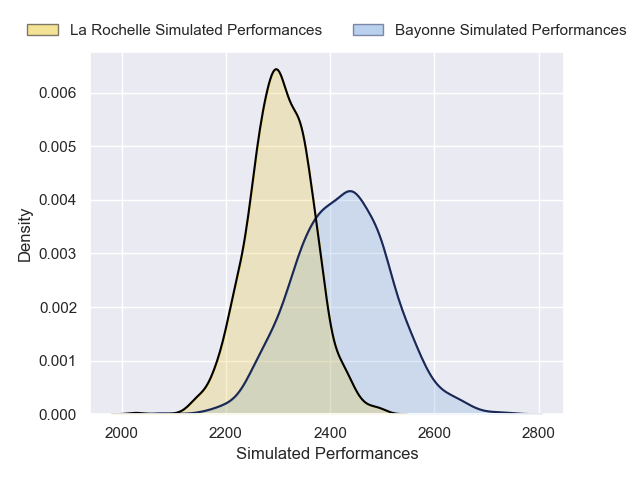 La Rochelle Simulated Performances Bayonne Simulated Performances
0.006
0.005
0.004
0.003
0.002
0.001
0.000
Density
2000 2200 2400 2600 2800
Simulated Performances